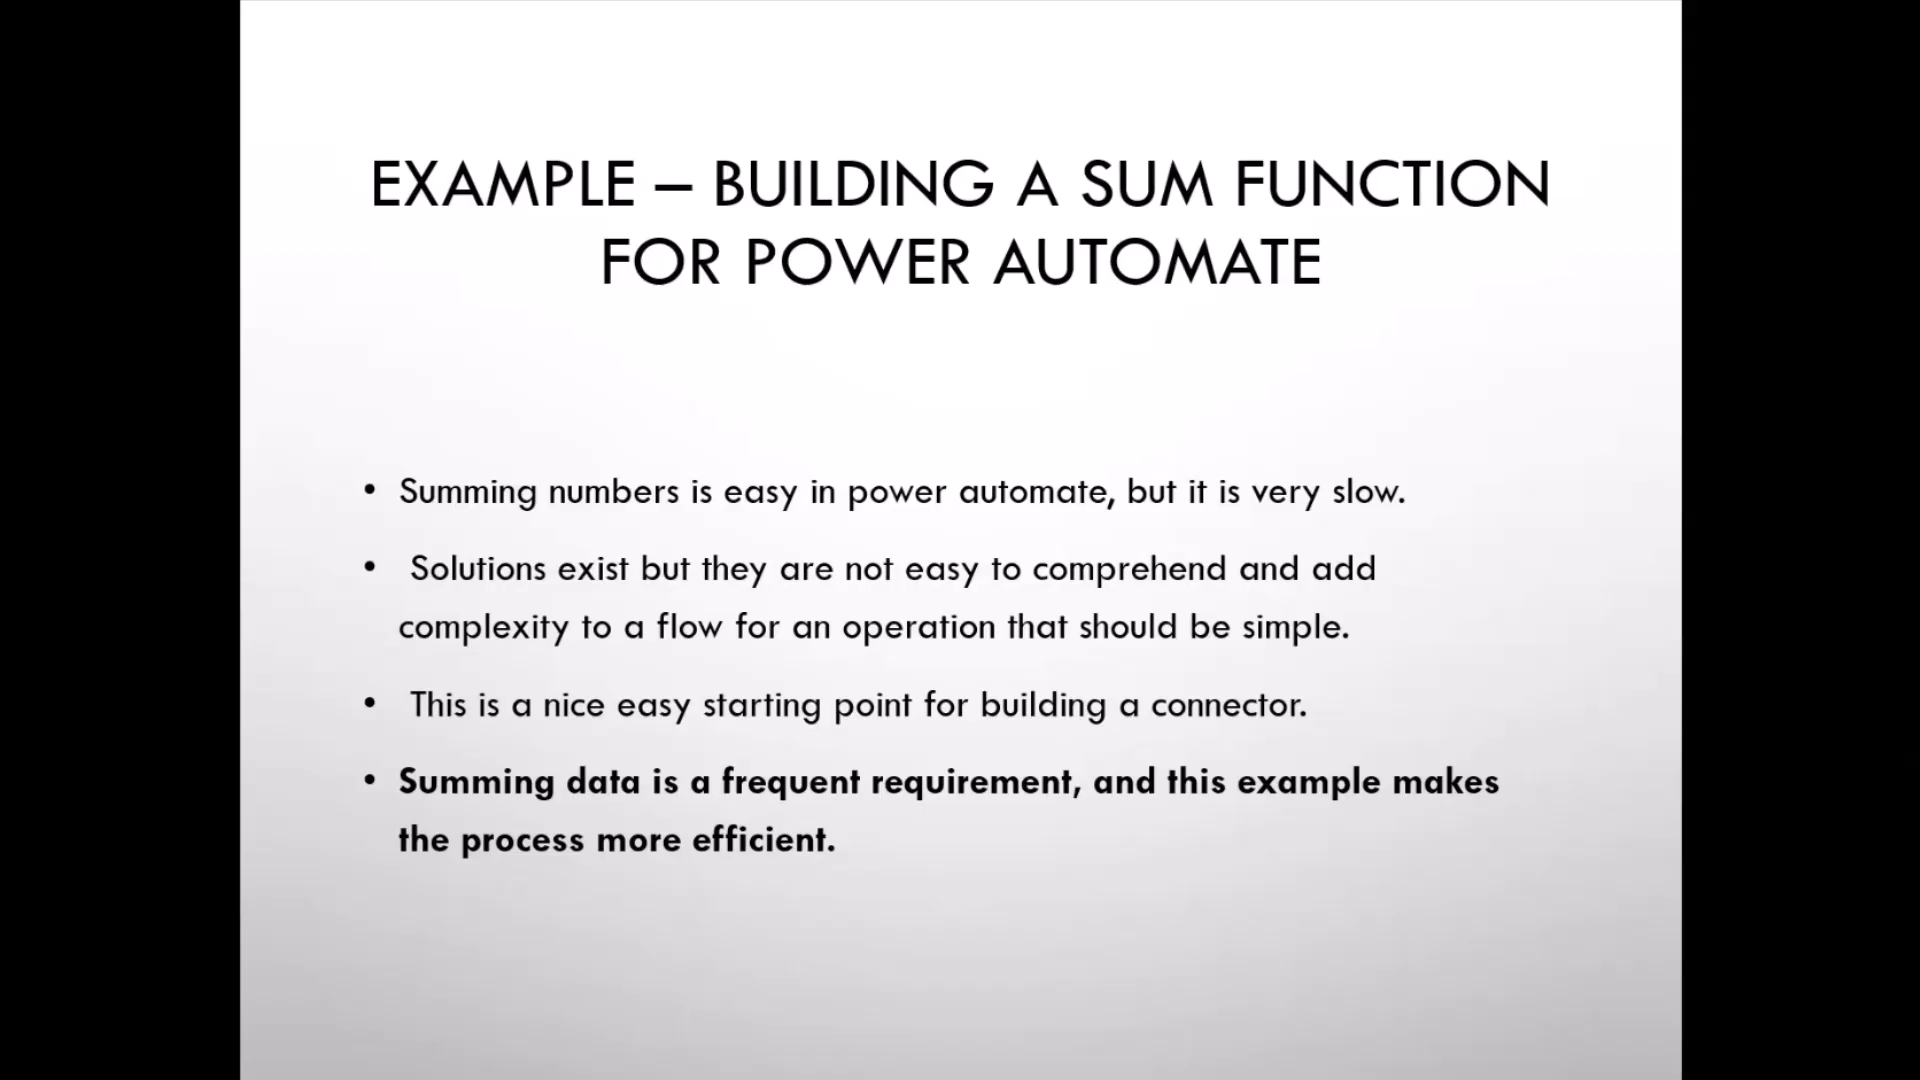 EXAMPLE – BUILDING A SUM FUNCTION
FOR POWER AUTOMATE
• Summing numbers is easy in power automate, but it is very slow.
• Solutions exist but they are not easy to comprehend and add
complexity to a flow for an operation that should be simple.
• This is a nice easy starting point for building a connector.
• Summing data is a frequent requirement, and this example makes
the process more efficient.